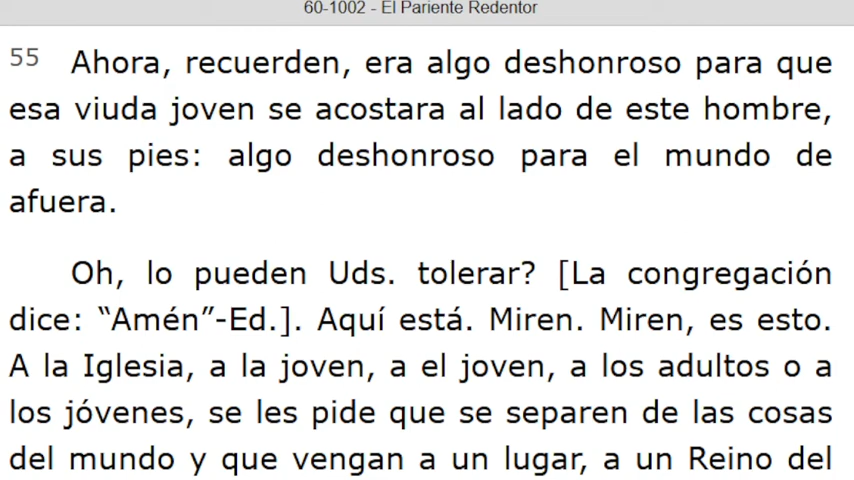 60-1002 - El Pariente Redentor
55 Ahora, recuerden, era algo deshonroso para que
esa viuda joven se acostara al lado de este hombre,
a sus pies: algo deshonroso para el mundo de
afuera.
Oh, lo pueden Uds. tolerar? [La congregación
dice: “Amén”-Ed.]. Aquí está. Miren. Miren, es esto.
A la Iglesia, a la joven, a el joven, a los adultos o a
los jóvenes, se les pide que se separen de las cosas
del mundo y que vengan a un lugar, a un Reino del